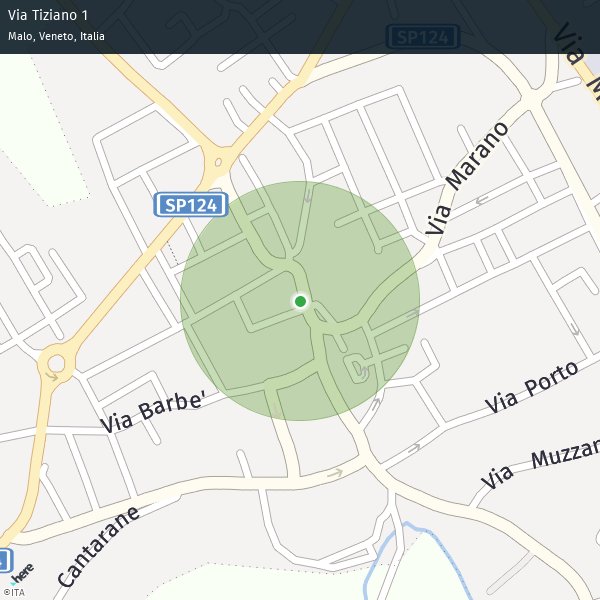 Via Tiziano 1
Malo, Veneto, Italia
SP124
Via M
Via Marano
SP124
Via Barbe'
Via Porto
Via Muzzan
Cantarane
here
©ITA